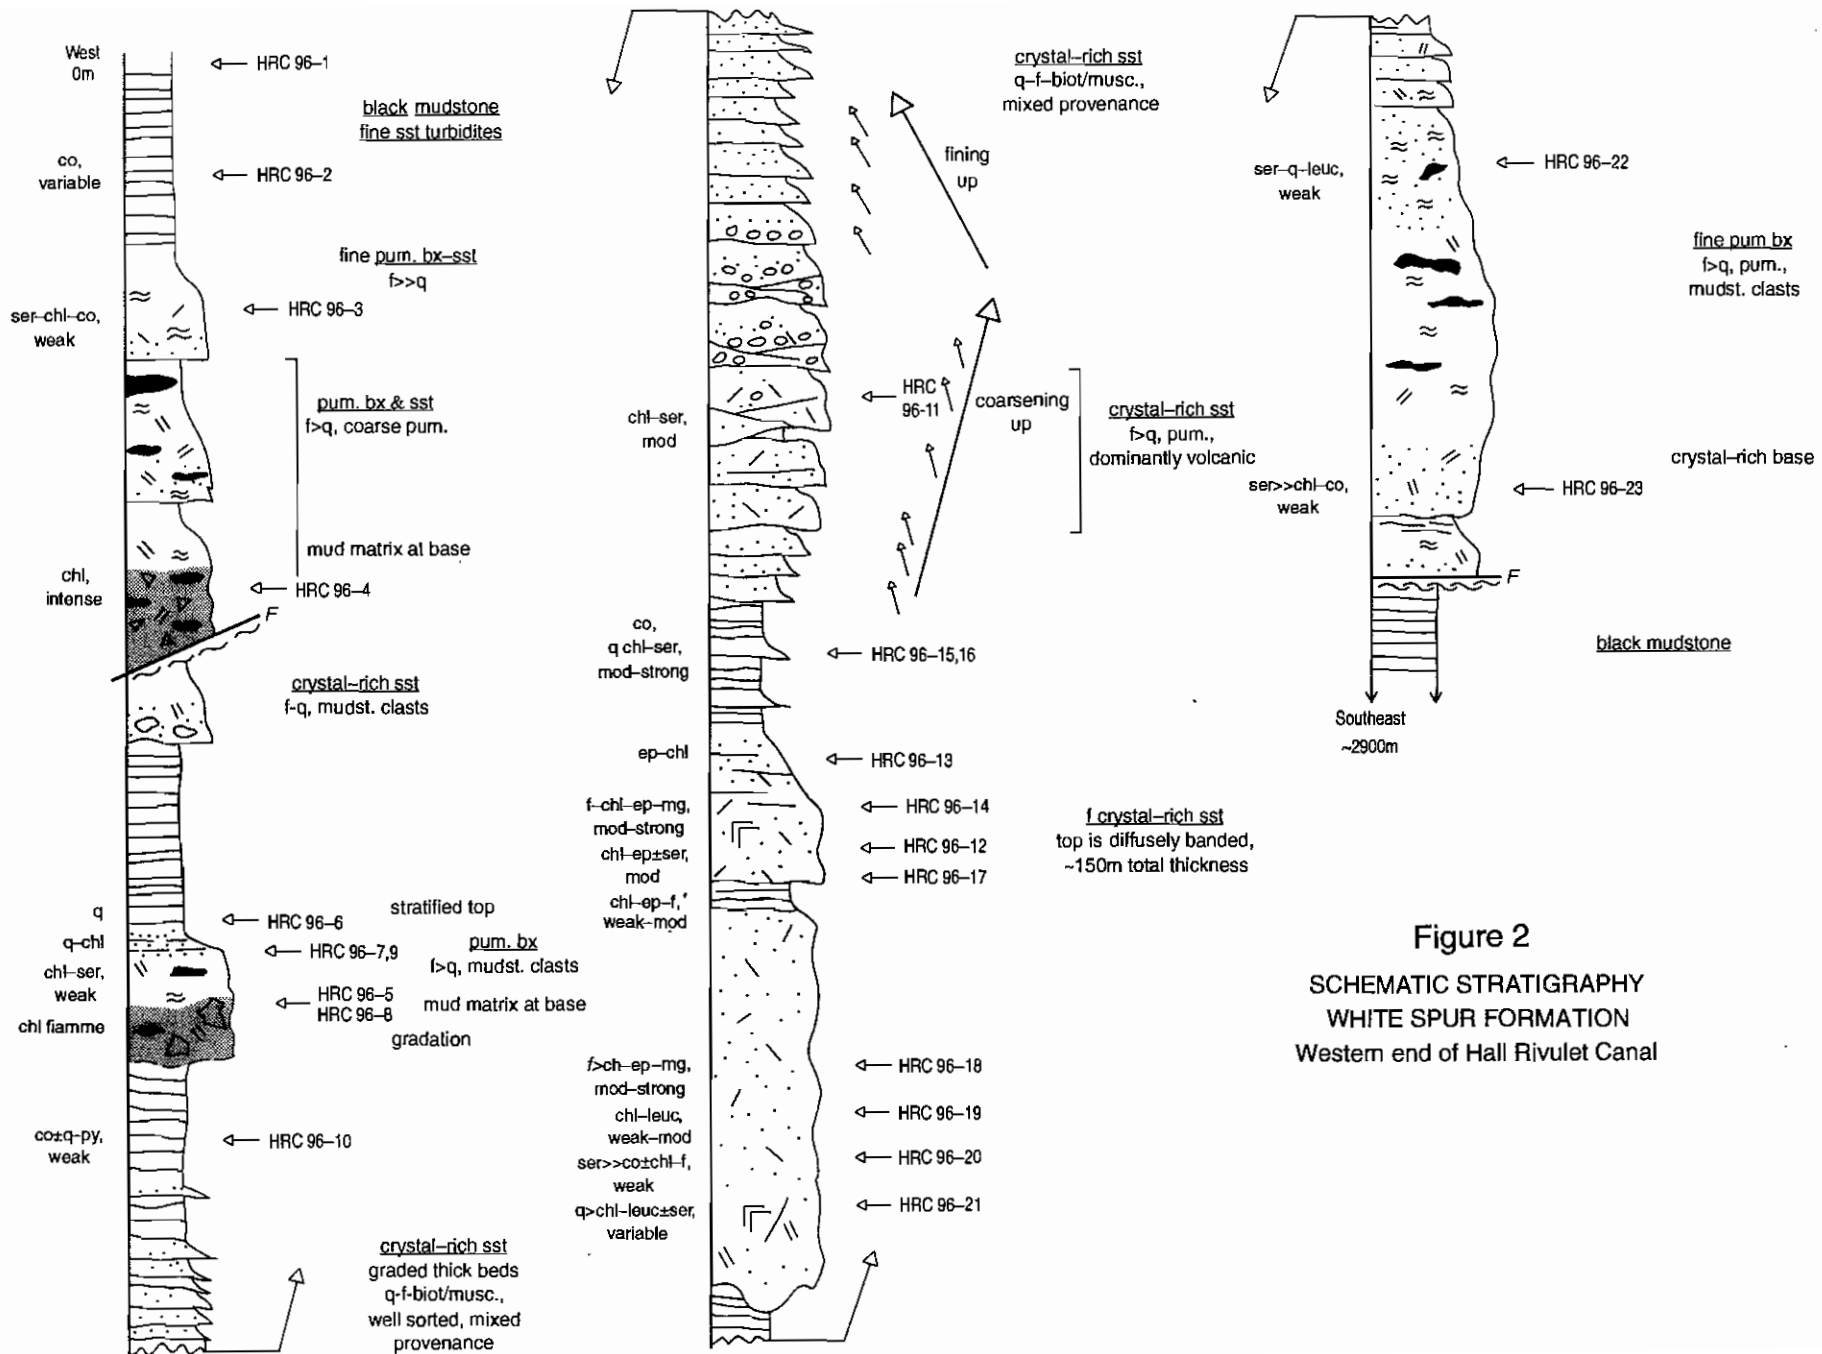 West
0m
HRC 96–1
black mudstone
fine sst turbidites
co,
variable
HRC 96–2
fine pum. bx–sst
f>>q
ser–chl–co,
weak
HRC 96–3
pum. bx & sst
f>q, coarse pum.
mud matrix at base
chl,
intense
HRC 96–4
F
crystal–rich sst
f-q, mudst. clasts
q
HRC 96–6
stratified top
q–chl
HRC 96–7,9
pum. bx
f>q, mudst. clasts
chl–ser,
weak
HRC 96–5
HRC 96–8
mud matrix at base
chl fiamme
gradation
co±q–py,
weak
HRC 96–10
crystal–rich sst
graded thick beds
q-f-biot/musc.,
well sorted, mixed
provenance
crystal–rich sst
q–f–biot/musc.,
mixed provenance
fining
up
HRC
96-11
coarsening
up
chl–ser,
mod
crystal–rich sst
f>q, pum.,
dominantly volcanic
co,
q chl–ser,
mod–strong
HRC 96–15,16
ep–chl
HRC 96–13
f–chl–ep–mg,
mod–strong
HRC 96–14
chl–ep±ser,
mod
HRC 96–12
HRC 96–17
f crystal–rich sst
top is diffusely banded,
~150m total thickness
chl–ep–f,
weak–mod
f>ch–ep–mg,
mod–strong
HRC 96–18
chl–leuc,
weak–mod
HRC 96–19
ser>>co±chl–f,
weak
HRC 96–20
q>chl–leuc±ser,
variable
HRC 96–21
ser–q–leuc,
weak
HRC 96–22
fine pum bx
f>q, pum.,
mudst. clasts
crystal–rich base
ser>>chl–co,
weak
HRC 96–23
F
black mudstone
Southeast
~2900m
Figure 2
SCHEMATIC STRATIGRAPHY
WHITE SPUR FORMATION
Western end of Hall Rivulet Canal